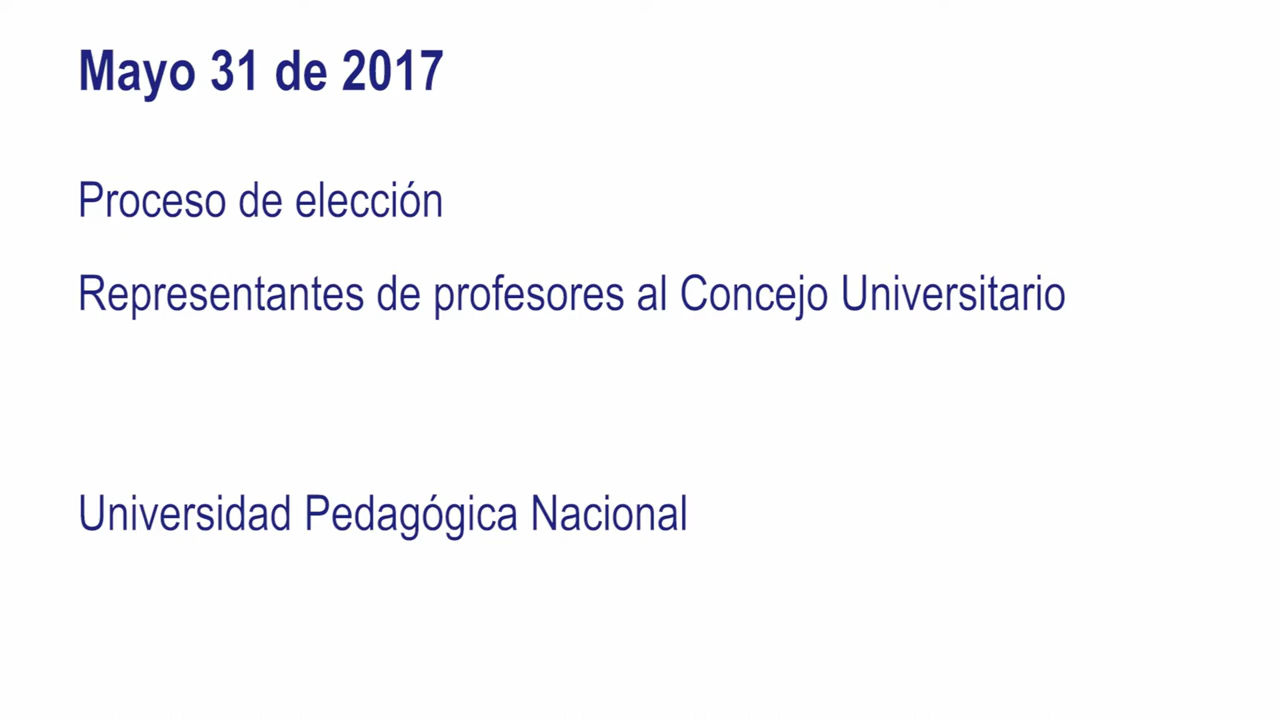 Mayo 31 de 2017
Proceso de elección
Representantes de profesores al Concejo Universitario
Universidad Pedagógica Nacional